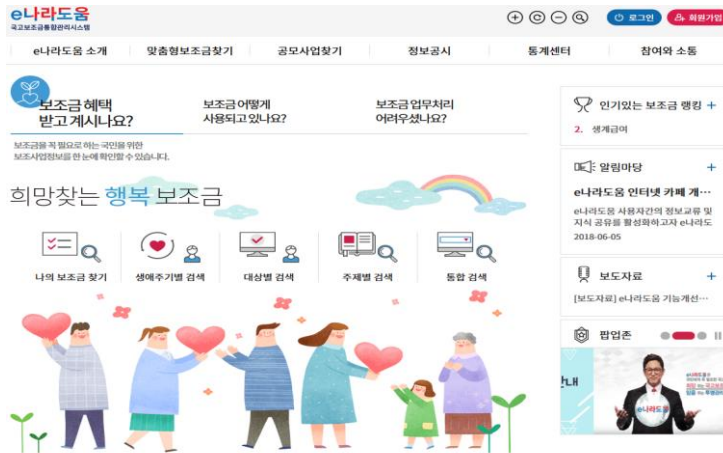 e나라도움
국고보조금통합관리시스템
로그인
회원가입
e나라도움 소개
맞춤형보조금찾기
공모사업찾기
정보공시
통계센터
참여와 소통
보조금 혜택
받고 계시나요?
보조금 어떻게
사용되고 있나요?
보조금 업무처리
어려우셨나요?
보조금을 꼭 필요로 하는 국민을 위한
보조사업정보를 한 눈에 확인할 수 있습니다.
희망찾는 행복 보조금
나의 보조금 찾기
생애주기별 검색
대상별 검색
주제별 검색
통합 검색
인기있는 보조금 랭킹 +
2. 생계급여
알림마당 +
e나라도움 인터넷 카페 개…
e나라도움 사용자간의 정보교류 및
지식 공유를 활성화하고자 e나라도
2018-06-05
보도자료 +
[보도자료] e나라도움 기능개선…
팝업존
안내
e나라도움